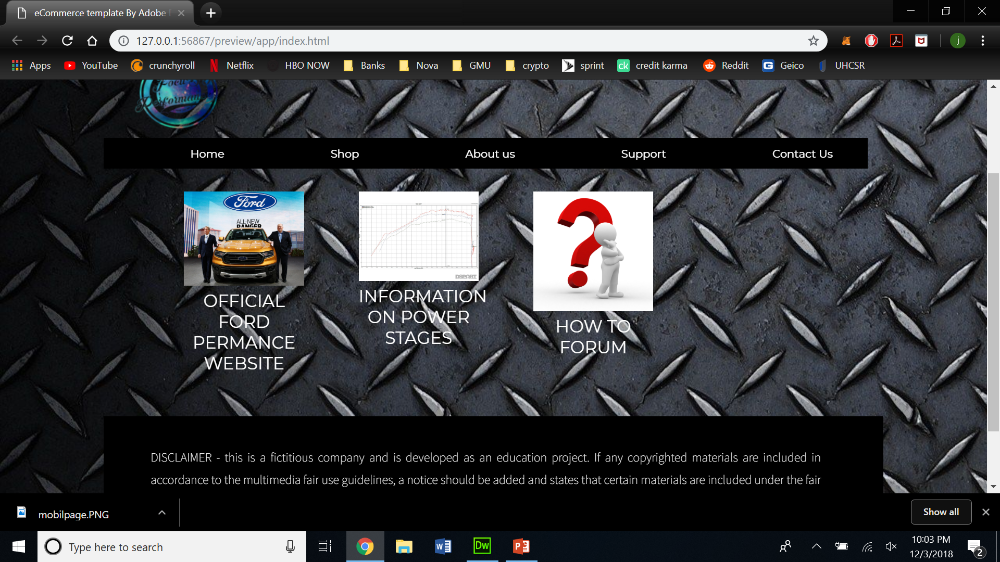 eCommerce template By Adobe
127.0.0.1:56867/preview/app/index.html
j
Apps
YouTube
crunchyroll
Netflix
HBO NOW
Banks
Nova
GMU
crypto
sprint
ck
credit karma
Reddit
G
Geico
UHCSR
Focus
Performance
Home
Shop
About us
Support
Contact Us
Ford
ALL-NEW
RANGER
DSPORT
OFFICIAL
FORD
PERMANCE
WEBSITE
INFORMATION
ON POWER
STAGES
HOW TO
FORUM
DISCLAIMER - this is a fictitious company and is developed as an education project. If any copyrighted materials are included in
accordance to the multimedia fair use guidelines, a notice should be added and states that certain materials are included under the fair
mobilpage.PNG
Show all
Type here to search
W
Dw
P
10:03 PM
12/3/2018
2